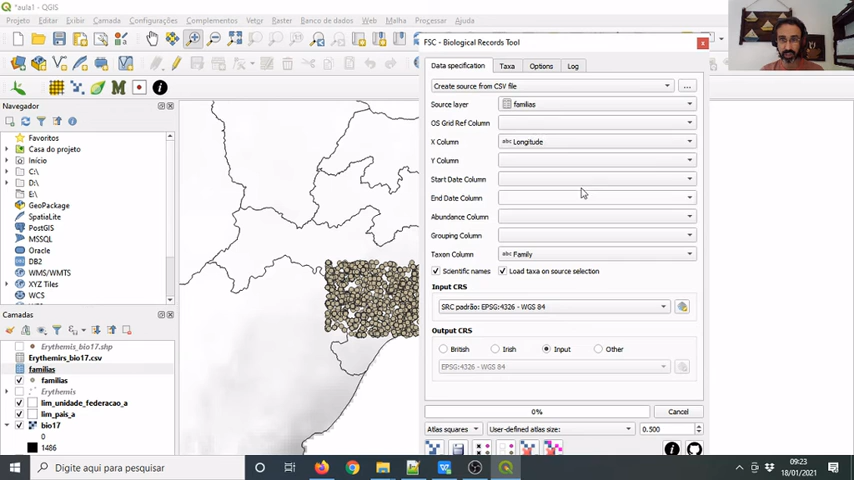 *aula1 - QGIS
Projeto Editar Exibir Camada Configurações Complementos Vetor Raster Banco de dados Web Malha Processar Ajuda
Navegador
Favoritos
Casa do projeto
Início
C:\
D:\
E:\
GeoPackage
SpatiaLite
PostGIS
MSSQL
Oracle
DB2
WMS/WMTS
XYZ Tiles
WCS
Camadas
Erythemis_bio17.shp
Erythemis_bio17.csv
familias
familias
Erythemis
lim_unidade_federacao_a
lim_pais_a
bio17
0
1486
FSC - Biological Records Tool
Data specification Taxa Options Log
Create source from CSV file ...
Source layer familias
OS Grid Ref Column
X Column abc Longitude
Y Column
Start Date Column
End Date Column
Abundance Column
Grouping Column
Taxon Column abc Family
Scientific names Load taxa on source selection
Input CRS
SRC padrão: EPSG:4326 - WGS 84
Output CRS
British Irish Input Other
EPSG:4326 - WGS 84
0% Cancel
Atlas squares User-defined atlas size: 0.500
Digite aqui para pesquisar
09:23
18/01/2021